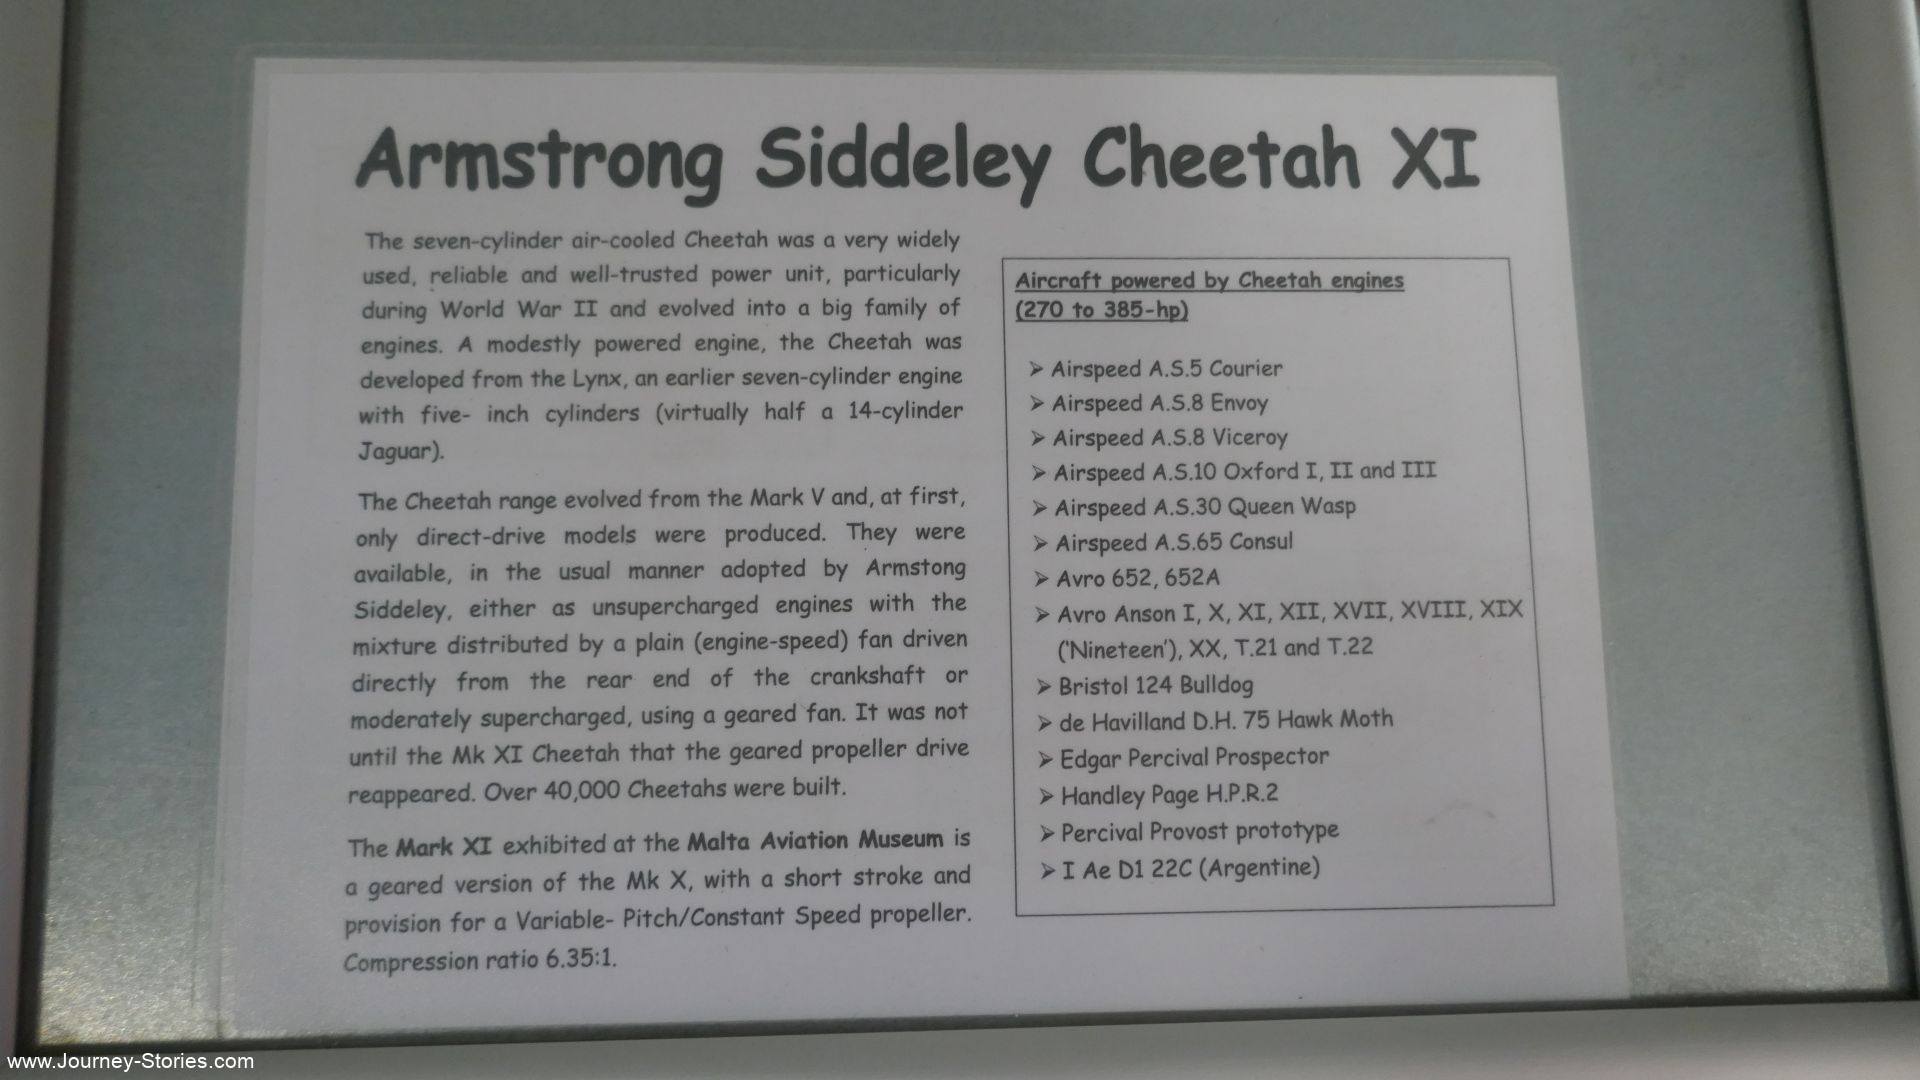 Armstrong Siddeley Cheetah XI
The seven-cylinder air-cooled Cheetah was a very widely
used, reliable and well-trusted power unit, particularly
during World War II and evolved into a big family of
engines. A modestly powered engine, the Cheetah was
developed from the Lynx, an earlier seven-cylinder engine
with five- inch cylinders (virtually half a 14-cylinder
Jaguar).
The Cheetah range evolved from the Mark V and, at first,
only direct-drive models were produced. They were
available, in the usual manner adopted by Armstong
Siddeley, either as unsupercharged engines with the
mixture distributed by a plain (engine-speed) fan driven
directly from the rear end of the crankshaft or
moderately supercharged, using a geared fan. It was not
until the Mk XI Cheetah that the geared propeller drive
reappeared. Over 40,000 Cheetahs were built.
The Mark XI exhibited at the Malta Aviation Museum is
a geared version of the Mk X, with a short stroke and
provision for a Variable- Pitch/Constant Speed propeller.
Compression ratio 6.35:1.
Aircraft powered by Cheetah engines
(270 to 385-hp)
➢ Airspeed A.S.5 Courier
➢ Airspeed A.S.8 Envoy
➢ Airspeed A.S.8 Viceroy
➢ Airspeed A.S.10 Oxford I, II and III
➢ Airspeed A.S.30 Queen Wasp
➢ Airspeed A.S.65 Consul
➢ Avro 652, 652A
➢ Avro Anson I, X, XI, XII, XVII, XVIII, XIX
('Nineteen'), XX, T.21 and T.22
➢ Bristol 124 Bulldog
➢ de Havilland D.H. 75 Hawk Moth
➢ Edgar Percival Prospector
➢ Handley Page H.P.R.2
➢ Percival Provost prototype
➢ I Ae D1 22C (Argentine)
www.Journey-Stories.com